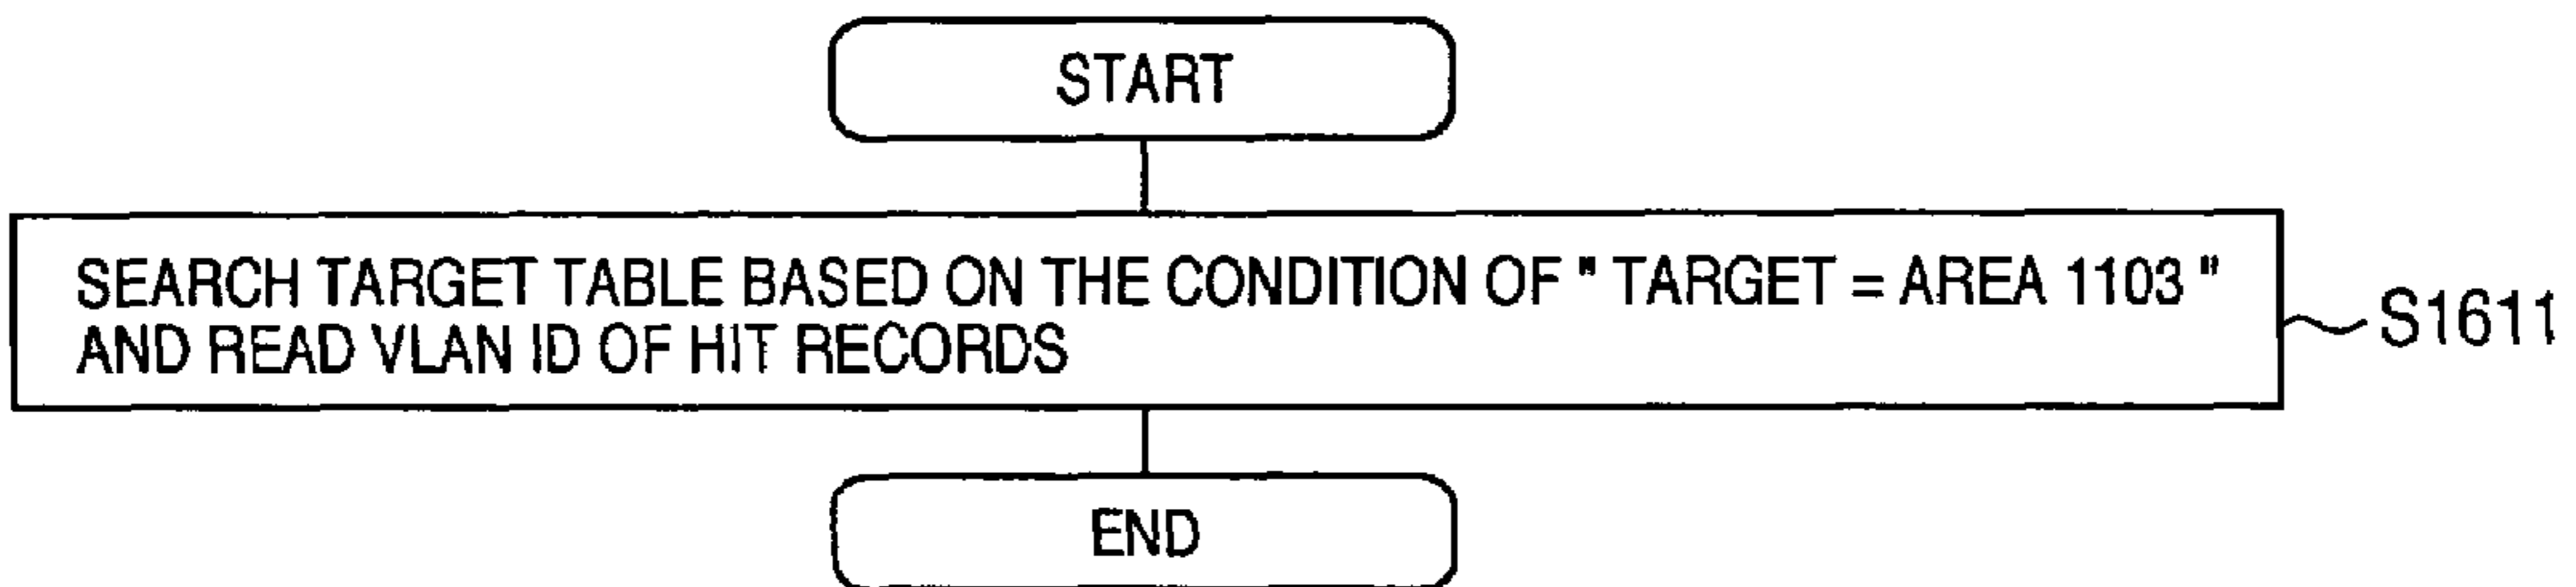 START
SEARCH TARGET TABLE BASED ON THE CONDITION OF " TARGET = AREA 1103 "
AND READ VLAN ID OF HIT RECORDS
S1611
END